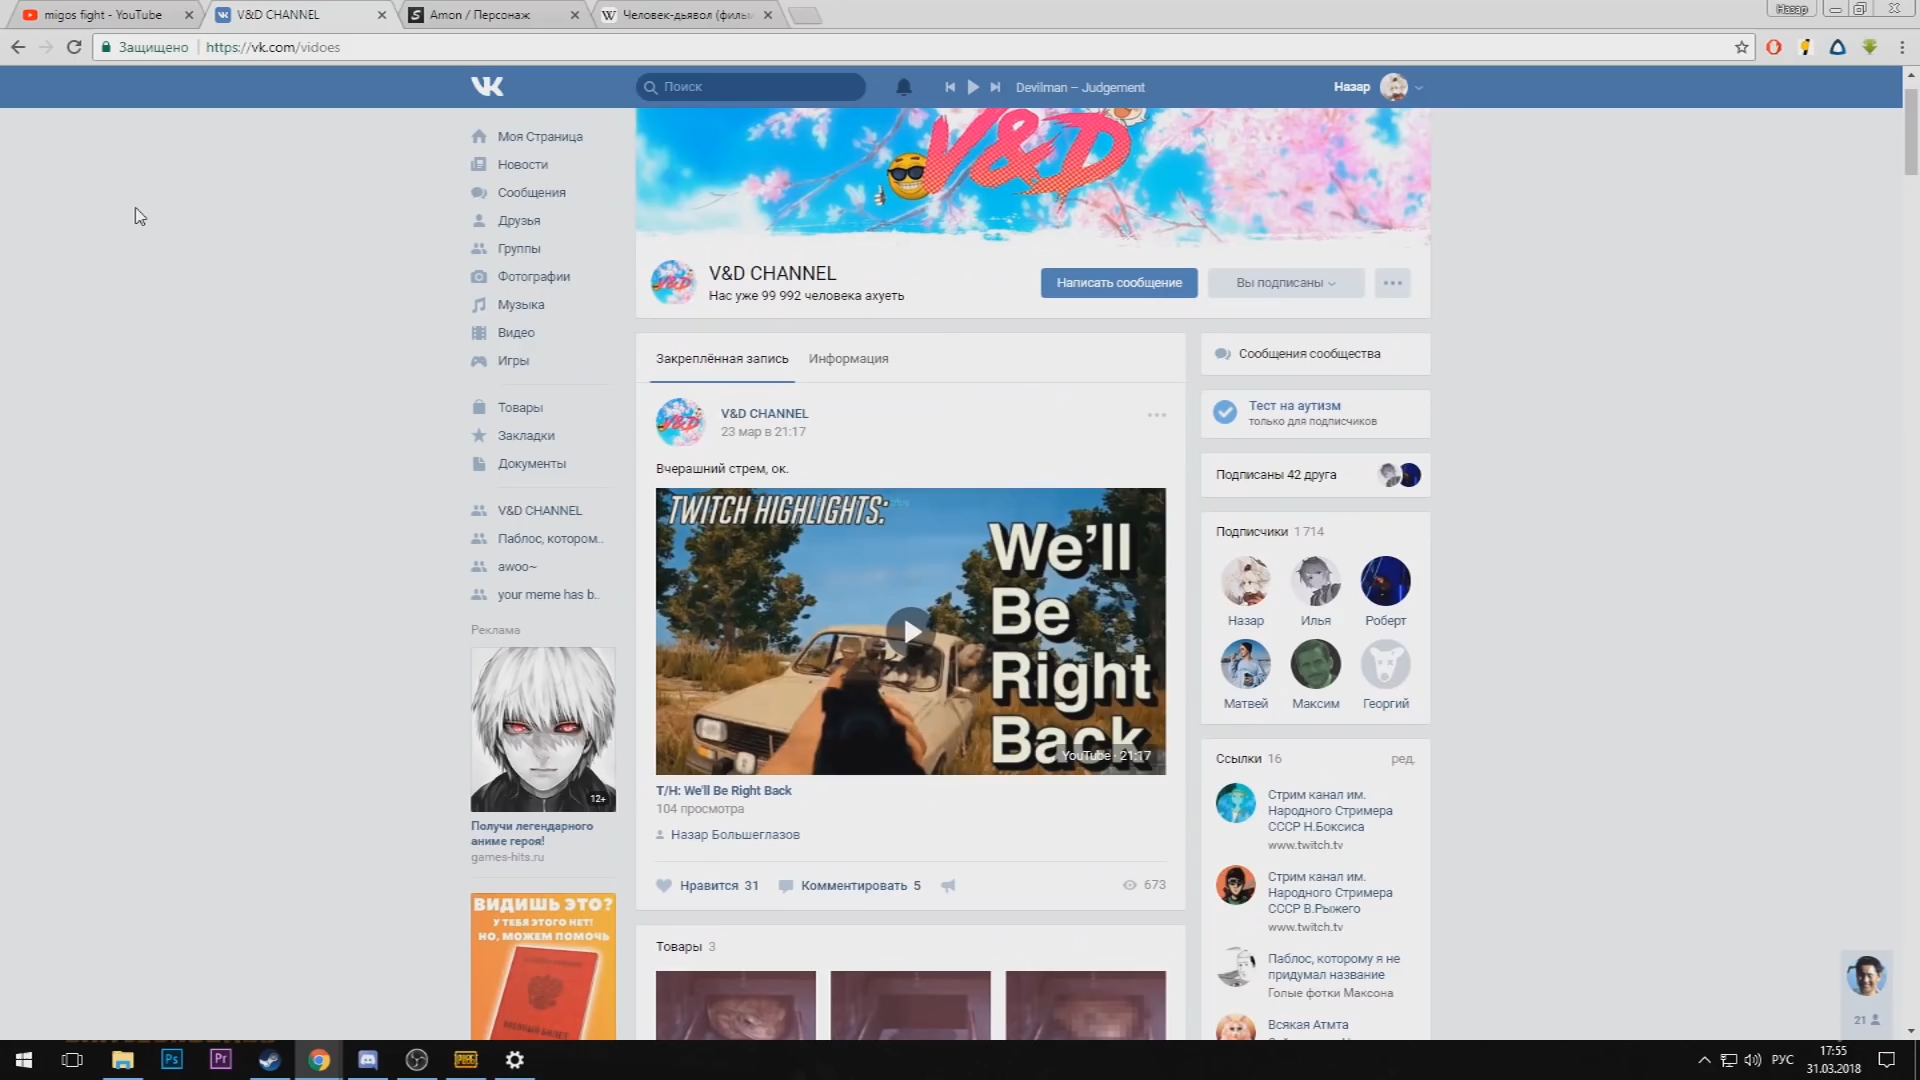 migos fight - YouTube
V&D CHANNEL
Amon / Персонаж
Человек-дьявол (филь
Назар
Защищено
https://vk.com/vidoes
Поиск
Devilman – Judgement
Назар
Моя Страница
Новости
Сообщения
Друзья
Группы
Фотографии
Музыка
Видео
Игры
Товары
Закладки
Документы
V&D CHANNEL
Паблос, котором..
awoo~
your meme has b..
Реклама
12+
Получи легендарного
аниме героя!
games-hits.ru
ВИДИШЬ ЭТО?
У ТЕБЯ ЭТОГО НЕТ!
НО, МОЖЕМ ПОМОЧЬ
ВОЕННЫЙ БИЛЕТ
V&D
V&D CHANNEL
Нас уже 99 992 человека ахуеть
Написать сообщение
Вы подписаны
Закреплённая запись
Информация
V&D CHANNEL
23 мар в 21:17
Вчерашний стрем, ок.
TWITCH HIGHLIGHTS:
We'll
Be
Right
Back
YouTube · 21:17
T/H: We'll Be Right Back
104 просмотра
Назар Большеглазов
Нравится 31
Комментировать 5
673
Товары 3
Сообщения сообщества
Тест на аутизм
только для подписчиков
Подписаны 42 друга
Подписчики 1 714
Назар
Илья
Роберт
Матвей
Максим
Георгий
Ссылки 16
ред.
Стрим канал им.
Народного Стримера
СССР Н.Боксиса
www.twitch.tv
Стрим канал им.
Народного Стримера
СССР В.Рыжего
www.twitch.tv
Паблос, которому я не
придумал название
Голые фотки Максона
Всякая Атмта
21
Ps
Pr
РУС
17:55
31.03.2018